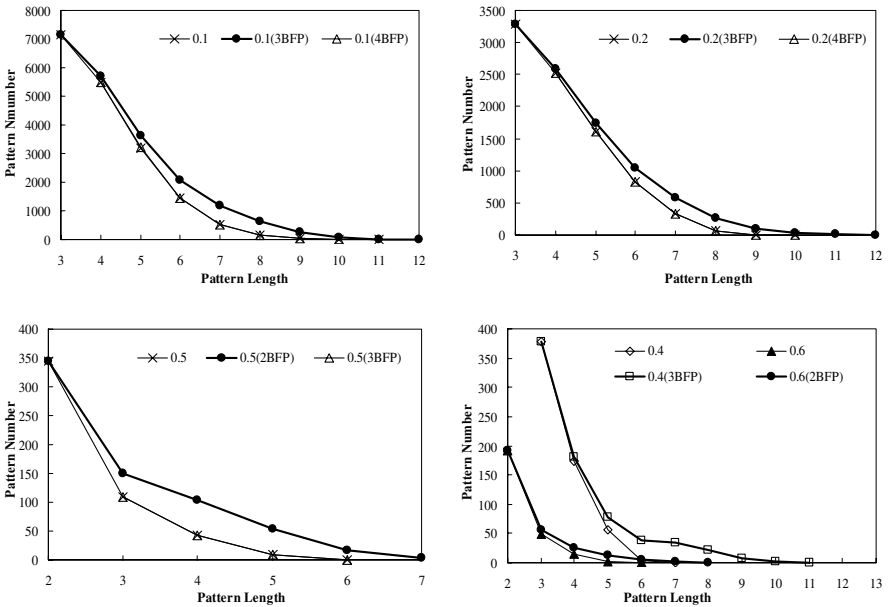 8000
7000
6000
5000
4000
3000
2000
1000
0
Pattern Nmumber
0.1 0.1(3BFP) 0.1(4BFP)
3 4 5 6 7 8 9 10 11 12
Pattern Length
3500
3000
2500
2000
1500
1000
500
0
Pattern Number
0.2 0.2(3BFP) 0.2(4BFP)
3 4 5 6 7 8 9 10 11 12
Pattern Length
400
350
300
250
200
150
100
50
0
Pattern Number
0.5 0.5(2BFP) 0.5(3BFP)
2 3 4 5 6 7
Pattern Length
400
350
300
250
200
150
100
50
0
Pattern Number
0.4 0.6
0.4(3BFP) 0.6(2BFP)
2 3 4 5 6 7 8 9 10 11 12 13
Pattern Length